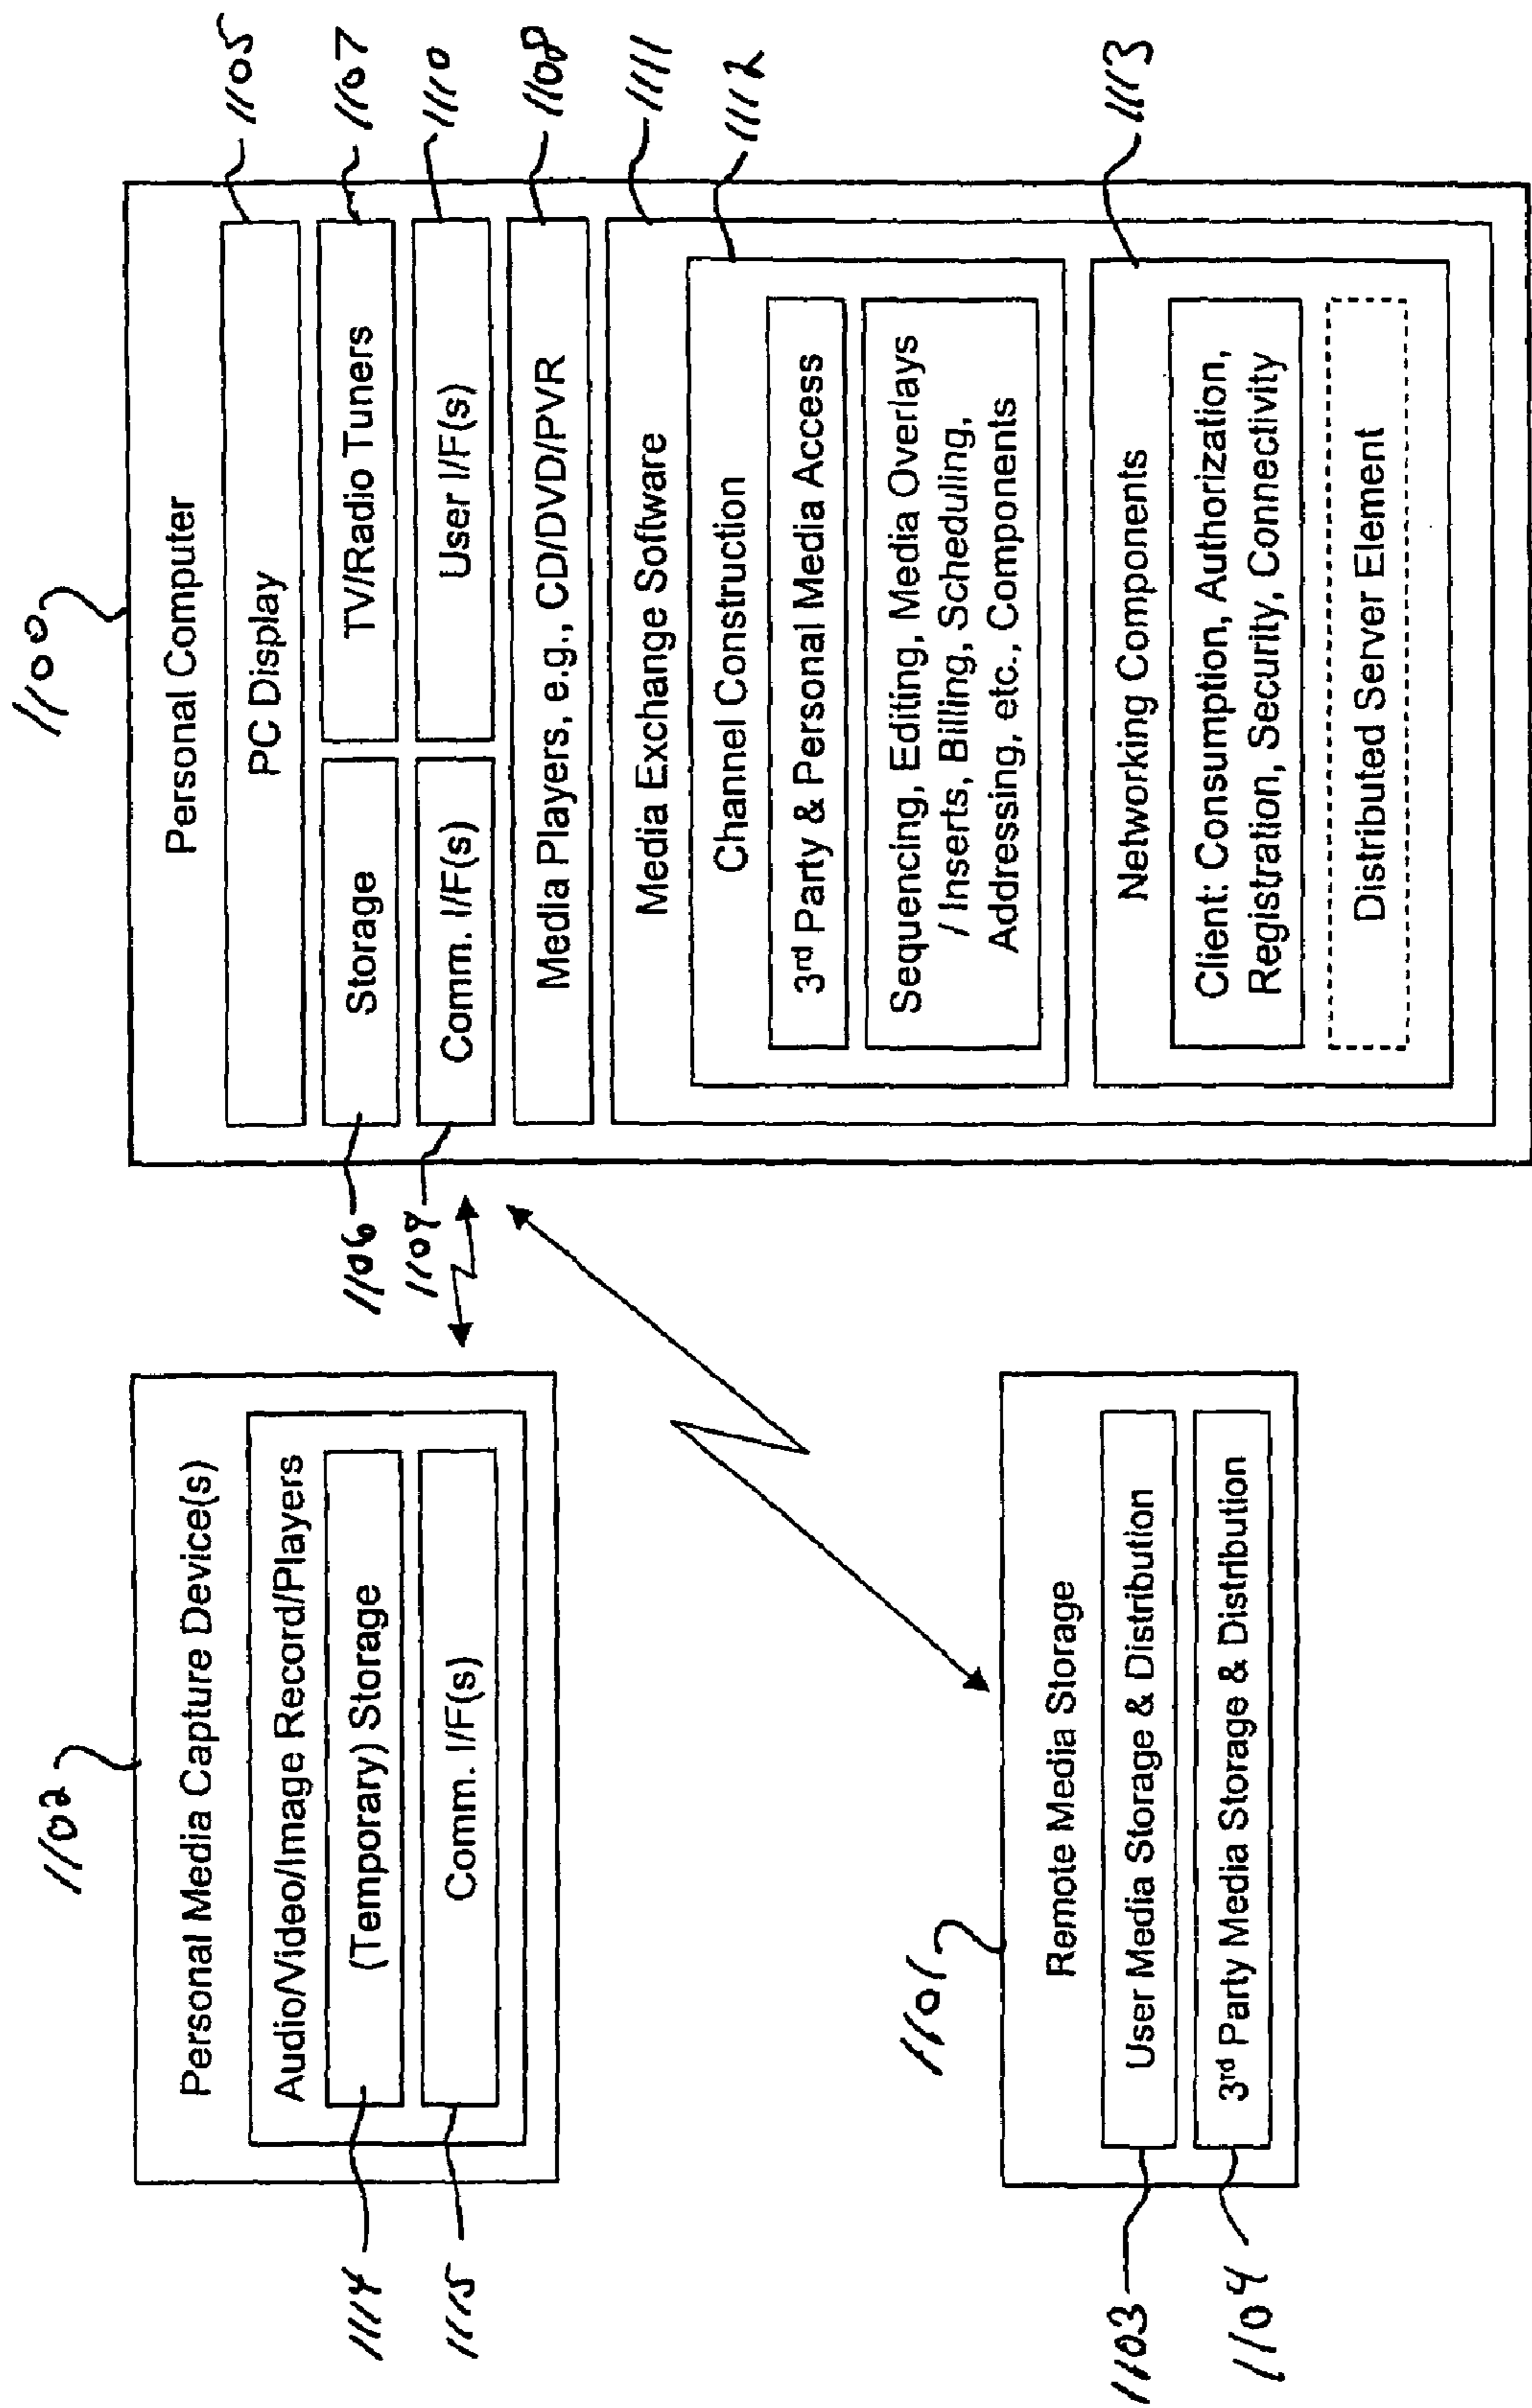 1102
Personal Media Capture Device(s)
Audio/Video/Image Record/Players
(Temporary) Storage
Comm. I/F(s)
1114
1115
1101
Remote Media Storage
User Media Storage & Distribution
3rd Party Media Storage & Distribution
1103
1104
1100
Personal Computer
PC Display
1105
Storage
TV/Radio Tuners
1106
1107
Comm. I/F(s)
User I/F(s)
1109
1110
Media Players, e.g., CD/DVD/PVR
1108
Media Exchange Software
1111
Channel Construction
1112
3rd Party & Personal Media Access
Sequencing, Editing, Media Overlays
/ Inserts, Billing, Scheduling,
Addressing, etc., Components
Networking Components
1113
Client: Consumption, Authorization,
Registration, Security, Connectivity
Distributed Server Element